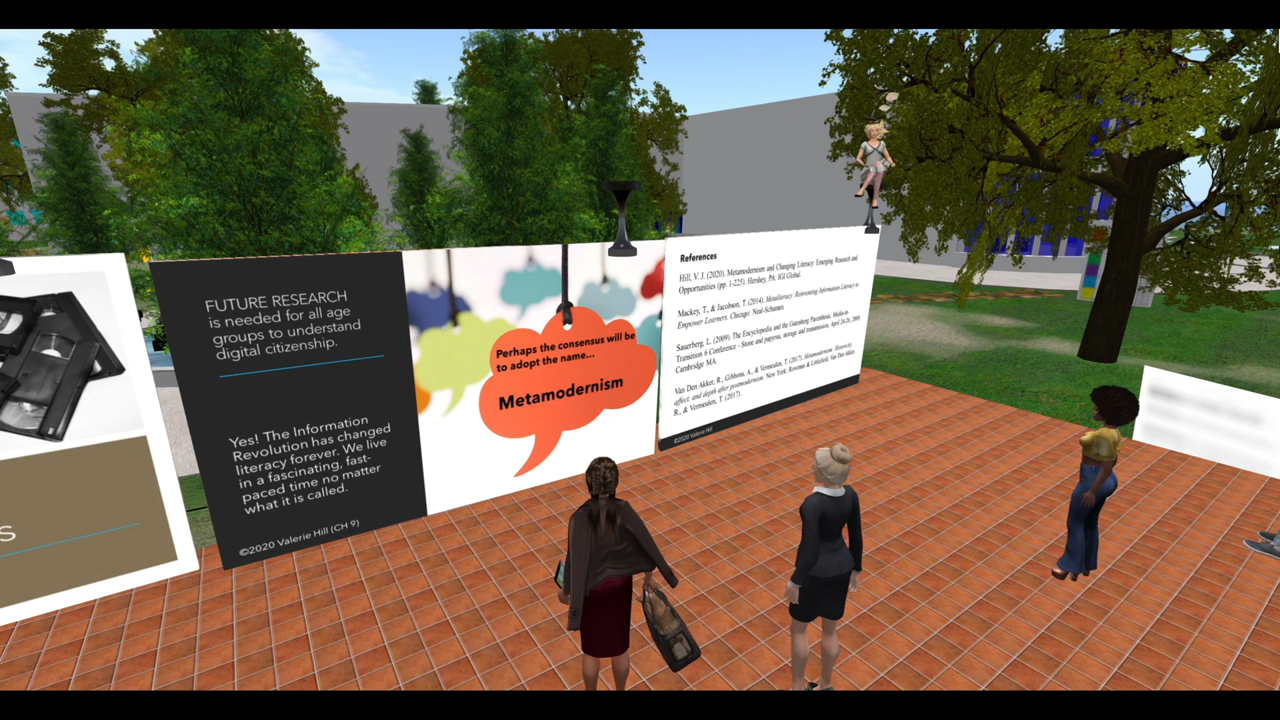 S
FUTURE RESEARCH
is needed for all age
groups to understand
digital citizenship.
Yes! The Information
Revolution has changed
literacy forever. We live
in a fascinating, fast-
paced time no matter
what it is called.
©2020 Valerie Hill (CH 9)
Perhaps the consensus will be
to adopt the name...
Metamodernism
References
Hill, V. J. (2020). Metamodernism and Changing Literacy: Emerging Research and
Opportunities (pp. 1-225). Hershey, PA: IGI Global.
Mackey, T., & Jacobson, T. (2014). Metaliteracy: Reinventing Information Literacy to
Empower Learners. Chicago: Neal-Schuman.
Sauerberg, L. (2009). The Encyclopedia and the Gutenberg Parenthesis, Media-in-
Transition 6 Conference - Stone and papyrus, storage and transmission. April 24-26, 2009,
Cambridge MA.
Van Den Akker, R., Gibbons, A., & Vermeulen, T. (2017). Metamodernism: Historicity,
affect, and depth after postmodernism. New York: Rowman & Littlefield. Van Den Akker,
R., & Vermeulen, T. (2017).
©2020 Valerie Hill